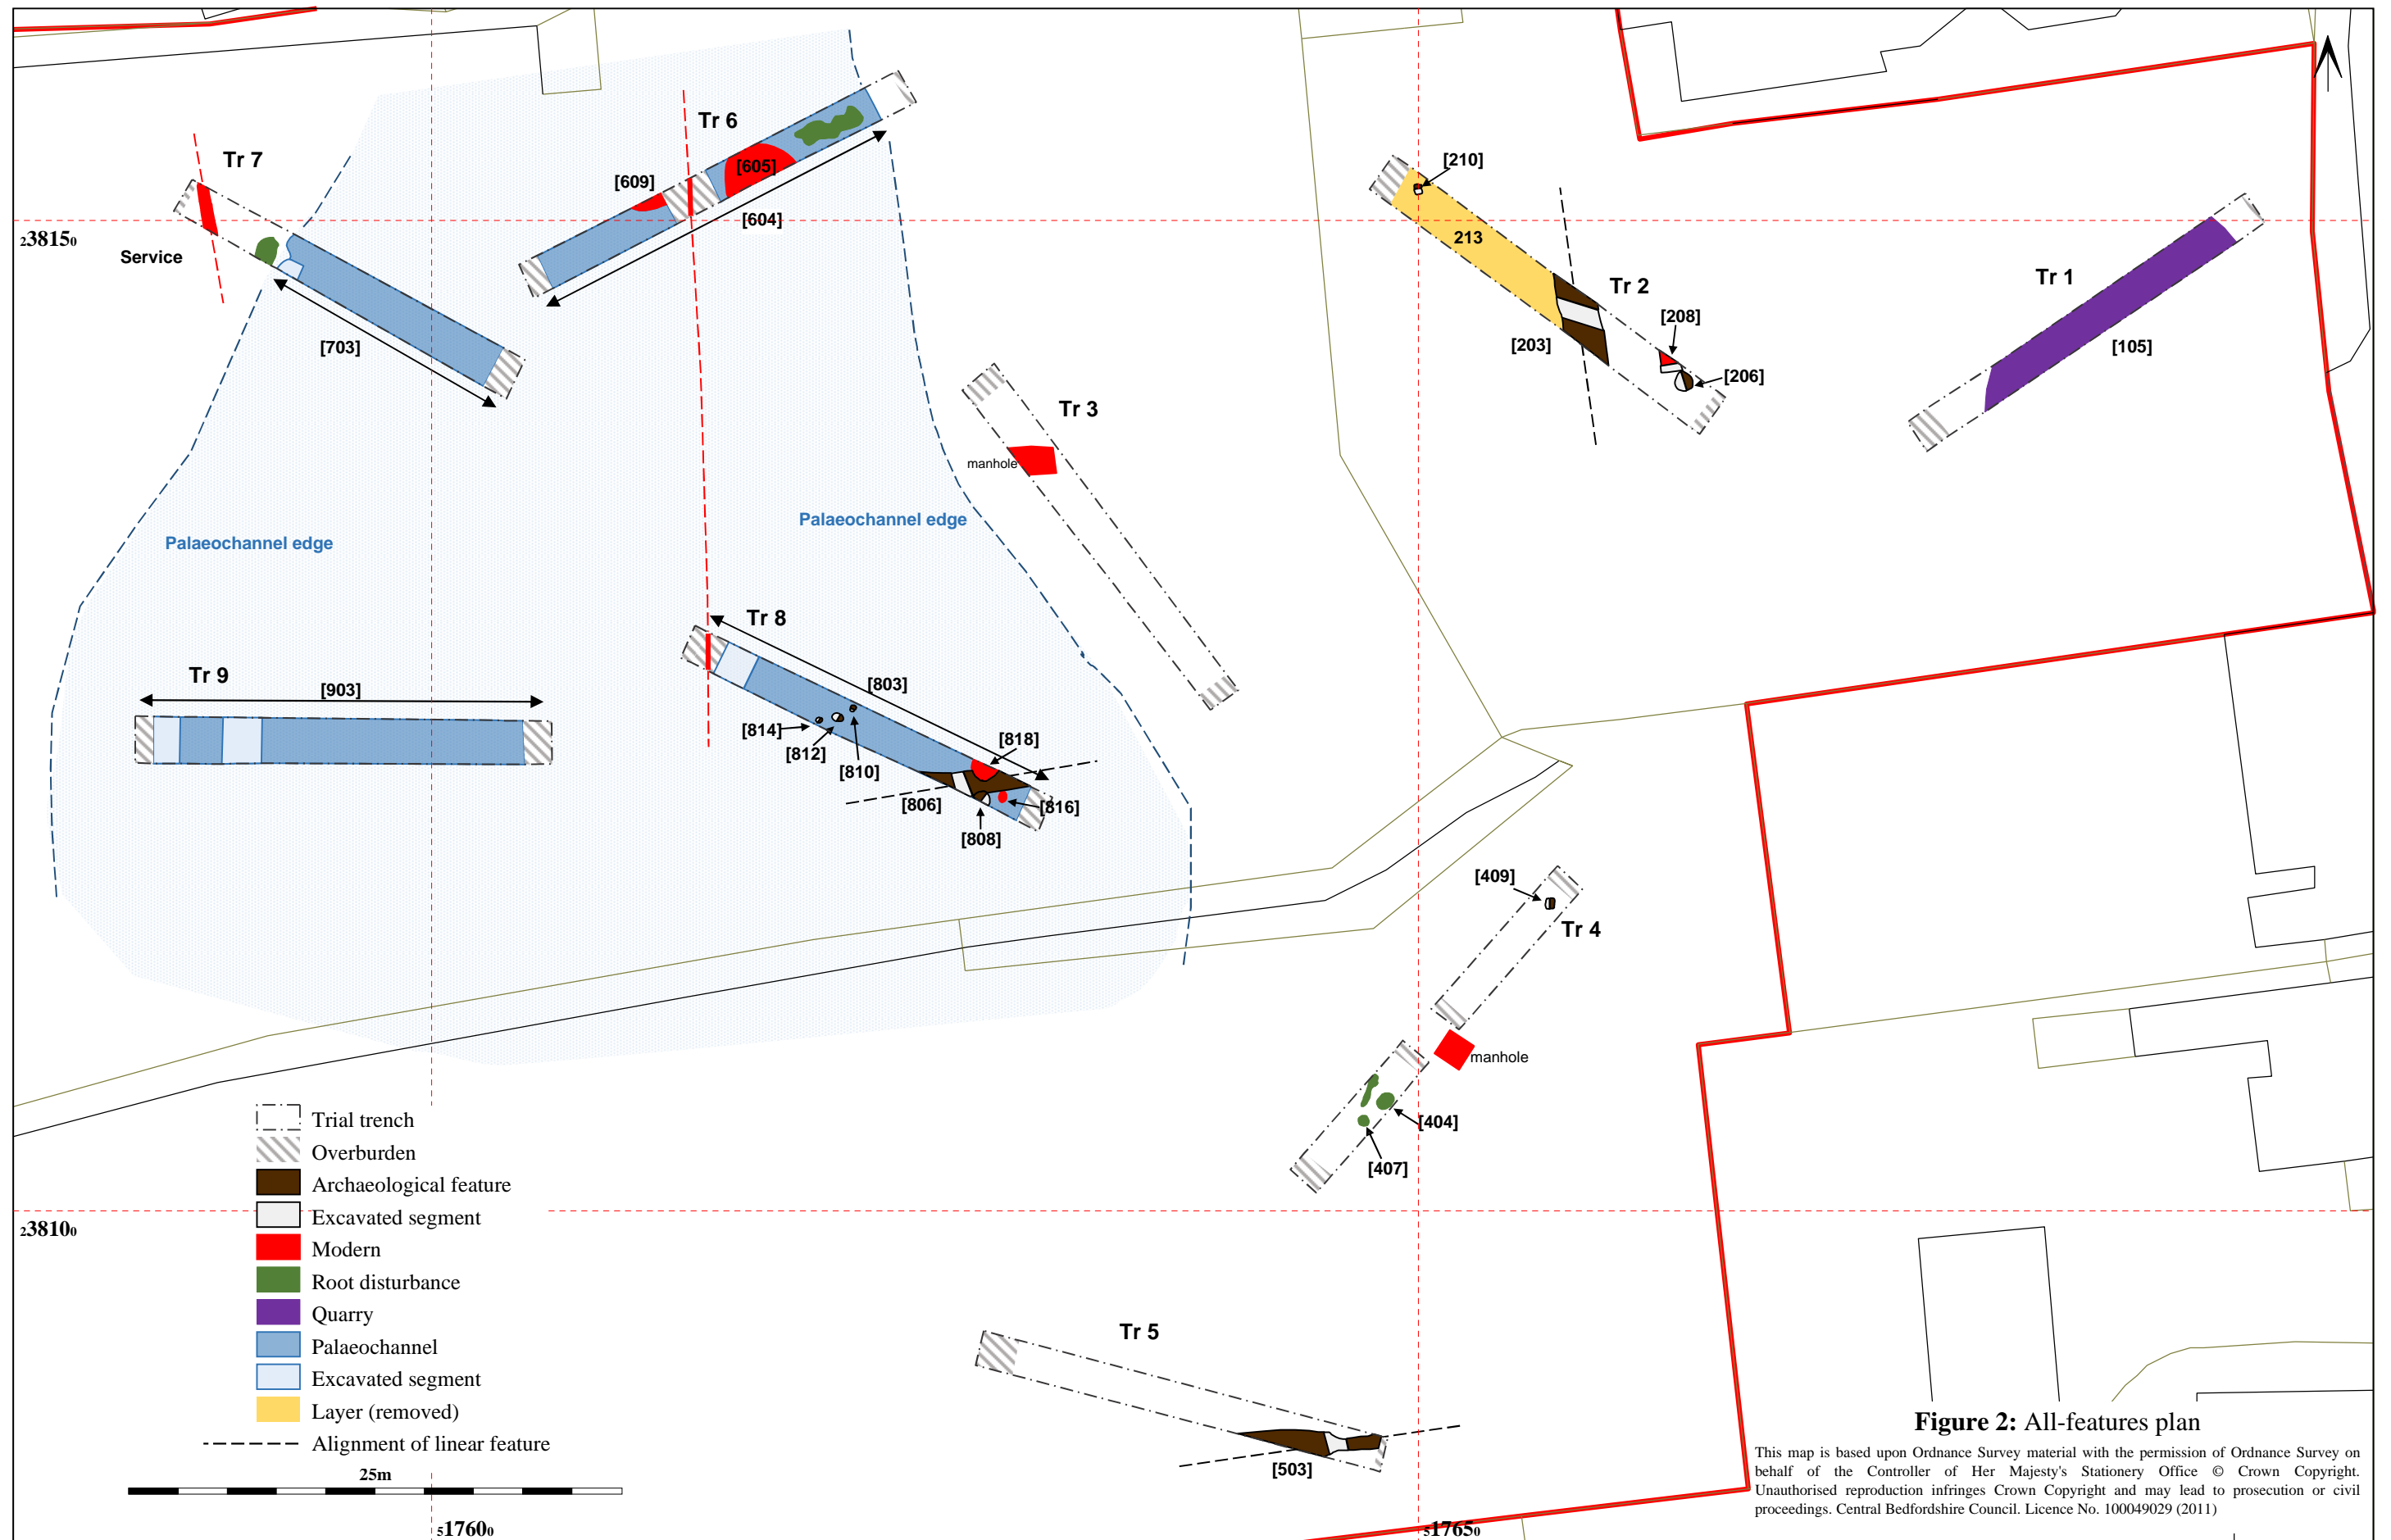 Tr 6
Tr 7
[210]
[609]
[605]
[604]
213
238150
Service
Tr 2
Tr 1
[208]
[203]
[105]
[703]
[206]
Tr 3
manhole
Palaeochannel edge
Palaeochannel edge
Tr 8
Tr 9
[903]
[803]
[814]
[812]
[810]
[818]
[806]
[816]
[808]
[409]
Tr 4
manhole
[404]
[407]
Trial trench
Overburden
Archaeological feature
Excavated segment
238100
Modern
Root disturbance
Quarry
Palaeochannel
Excavated segment
Layer (removed)
Alignment of linear feature
25m
Tr 5
[503]
517600
517650
Figure 2: All-features plan
This map is based upon Ordnance Survey material with the permission of Ordnance Survey on
behalf of the Controller of Her Majesty's Stationery Office © Crown Copyright.
Unauthorised reproduction infringes Crown Copyright and may lead to prosecution or civil
proceedings. Central Bedfordshire Council. Licence No. 100049029 (2011)